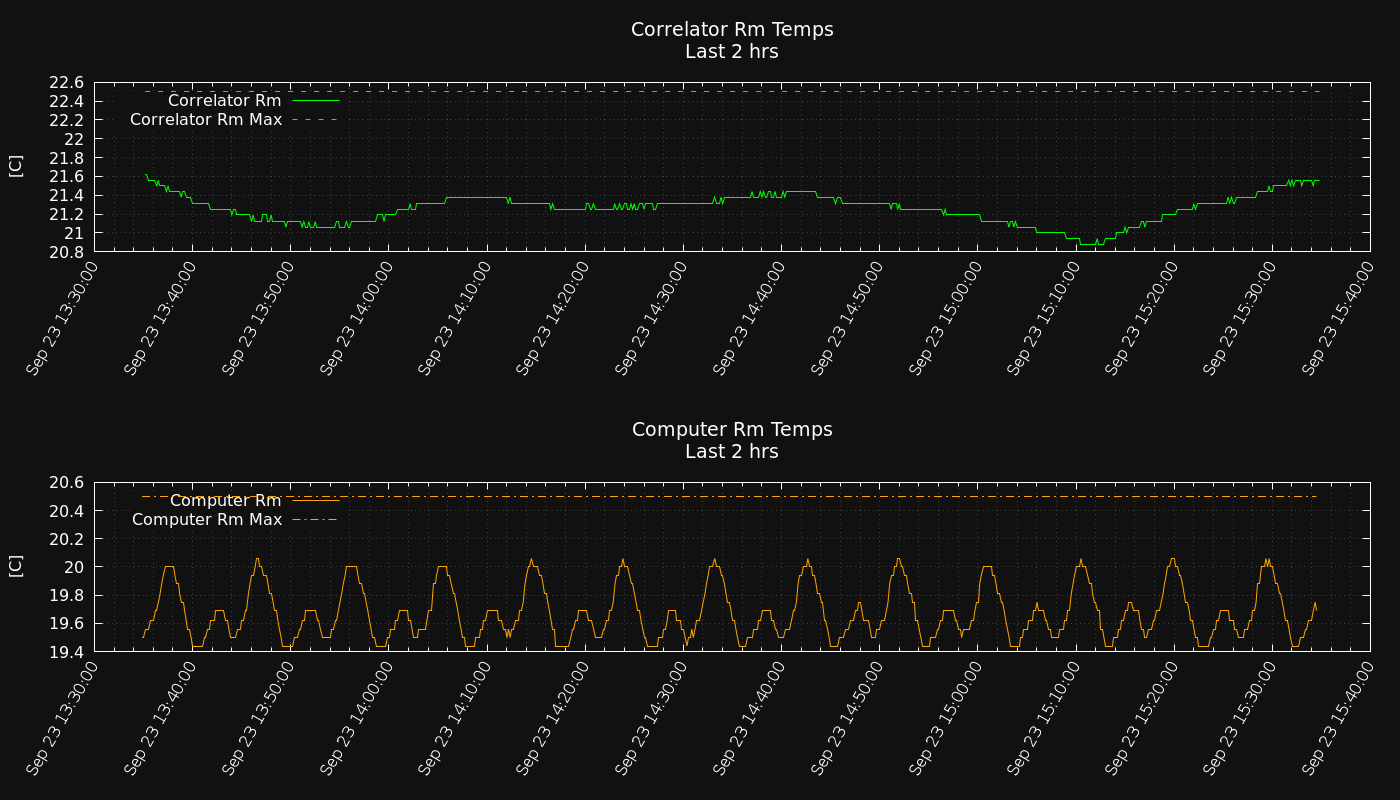 Correlator Rm Temps
Last 2 hrs
[C]
22.6
22.4
22.2
22
21.8
21.6
21.4
21.2
21
20.8
Correlator Rm
Correlator Rm Max
Sep 23 13:30:00
Sep 23 13:40:00
Sep 23 13:50:00
Sep 23 14:00:00
Sep 23 14:10:00
Sep 23 14:20:00
Sep 23 14:30:00
Sep 23 14:40:00
Sep 23 14:50:00
Sep 23 15:00:00
Sep 23 15:10:00
Sep 23 15:20:00
Sep 23 15:30:00
Sep 23 15:40:00
Computer Rm Temps
Last 2 hrs
[C]
20.6
20.4
20.2
20
19.8
19.6
19.4
Computer Rm
Computer Rm Max
Sep 23 13:30:00
Sep 23 13:40:00
Sep 23 13:50:00
Sep 23 14:00:00
Sep 23 14:10:00
Sep 23 14:20:00
Sep 23 14:30:00
Sep 23 14:40:00
Sep 23 14:50:00
Sep 23 15:00:00
Sep 23 15:10:00
Sep 23 15:20:00
Sep 23 15:30:00
Sep 23 15:40:00